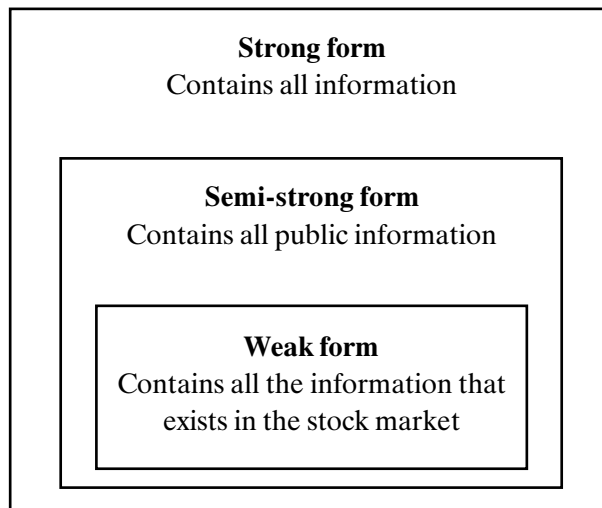 Strong form
Contains all information
Semi-strong form
Contains all public information
Weak form
Contains all the information that
exists in the stock market